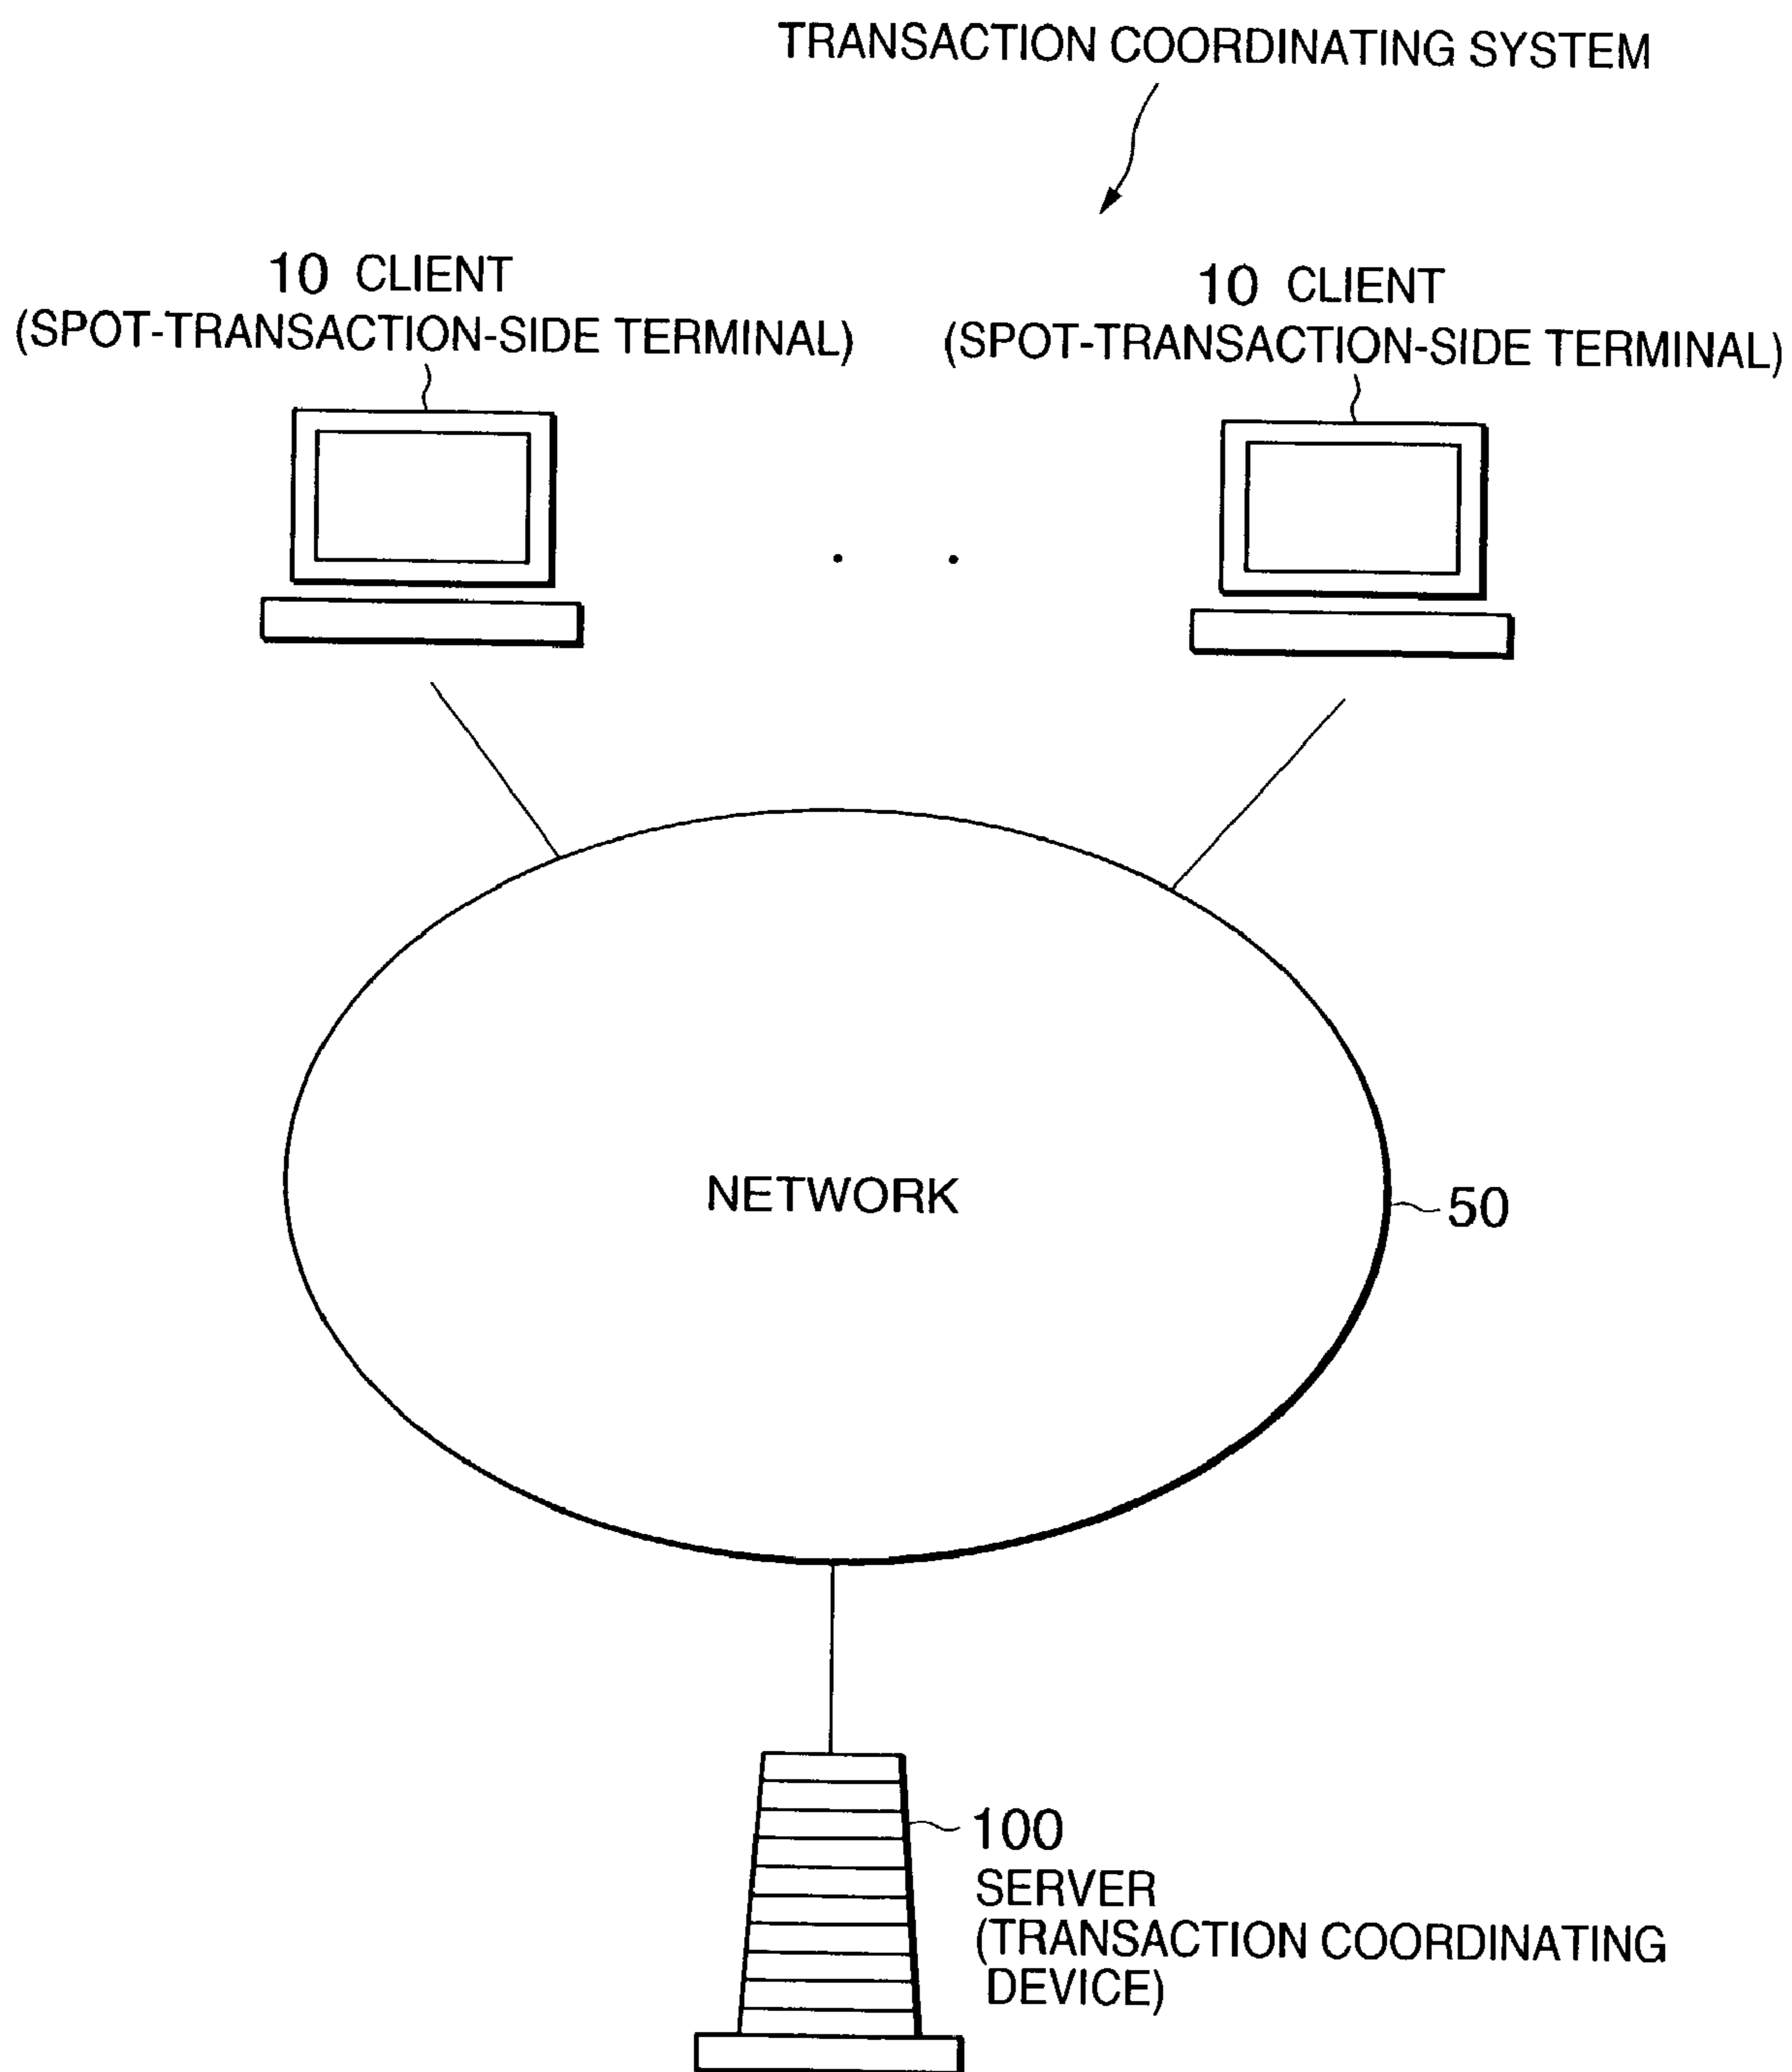 TRANSACTION COORDINATING SYSTEM
10 CLIENT
(SPOT-TRANSACTION-SIDE TERMINAL)
10 CLIENT
(SPOT-TRANSACTION-SIDE TERMINAL)
NETWORK
50
100
SERVER
(TRANSACTION COORDINATING
DEVICE)